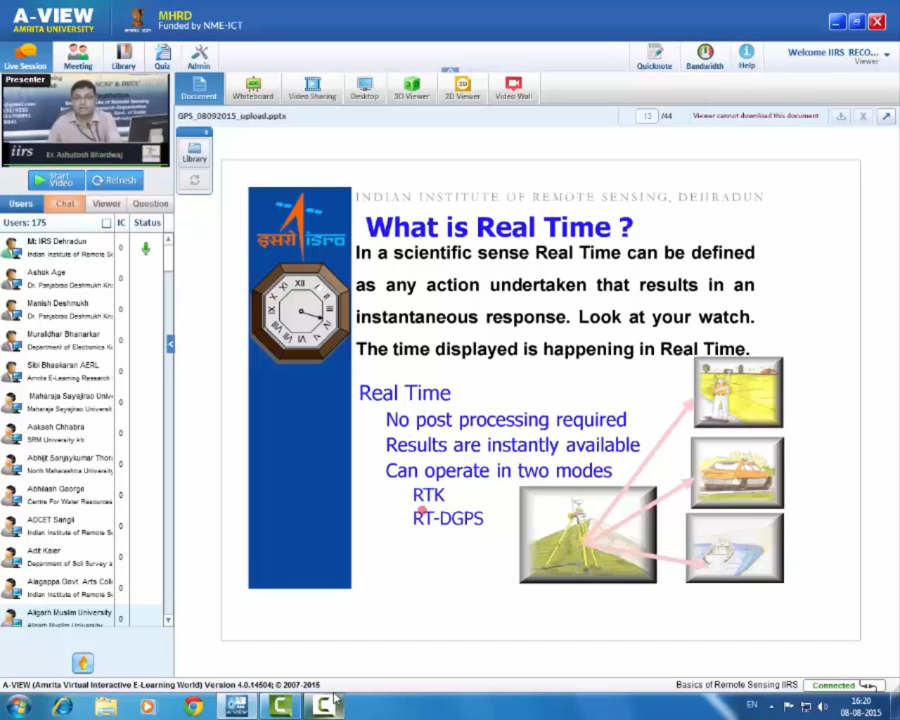 A-VIEW
AMRITA UNIVERSITY
MHRD
Funded by NME-ICT
Live Session
Meeting
Library
Quiz
Admin
Quicknote
Bandwidth
Help
Welcome IIRS RECO...
Viewer
Presenter
iirs
Er. Ashutosh Bhardwaj
Start Video
Refresh
Document
Whiteboard
Video Sharing
Desktop
3D Viewer
2D Viewer
Video Wall
GPS_08092015_upload.pptx
13 /44
Viewer cannot download this document
Library
Users
Chat
Viewer
Question
Users: 175
IC
Status
M: IIRS Dehradun
Indian Institute of Remote S
Ashok Age
Dr. Panjabrao Deshmukh Kri
Manish Deshmukh
Dr. Panjabrao Deshmukh Kri
Muralidhar Bhanarkar
Department of Electronics K
Sibi Bhaskaran AERL
Amrita E-Learning Research
Maharaja Sayajirao Univ
Maharaja Sayajirao Universit
Aakash Chhabra
SRM University ktr
Abhijit Sanjaykumar Thor
North Maharashtra University
Abhilash George
Centre For Water Resources
ADCET Sangli
Indian Institute of Remote S
Adit Kaler
Department of Soil Survey a
Alagappa Govt. Arts Col
Indian Institute of Remote S
Aligarh Muslim University
Aligarh Muslim University
INDIAN INSTITUTE OF REMOTE SENSING, DEHRADUN
इसरो isro
What is Real Time ?
In a scientific sense Real Time can be defined
as any action undertaken that results in an
instantaneous response. Look at your watch.
The time displayed is happening in Real Time.
Real Time
No post processing required
Results are instantly available
Can operate in two modes
RTK
RT-DGPS
A-VIEW (Amrita Virtual Interactive E-Learning World) Version 4.0.14504; © 2007-2015
Basics of Remote Sensing IIRS
Connected
EN
16:20
08-08-2015